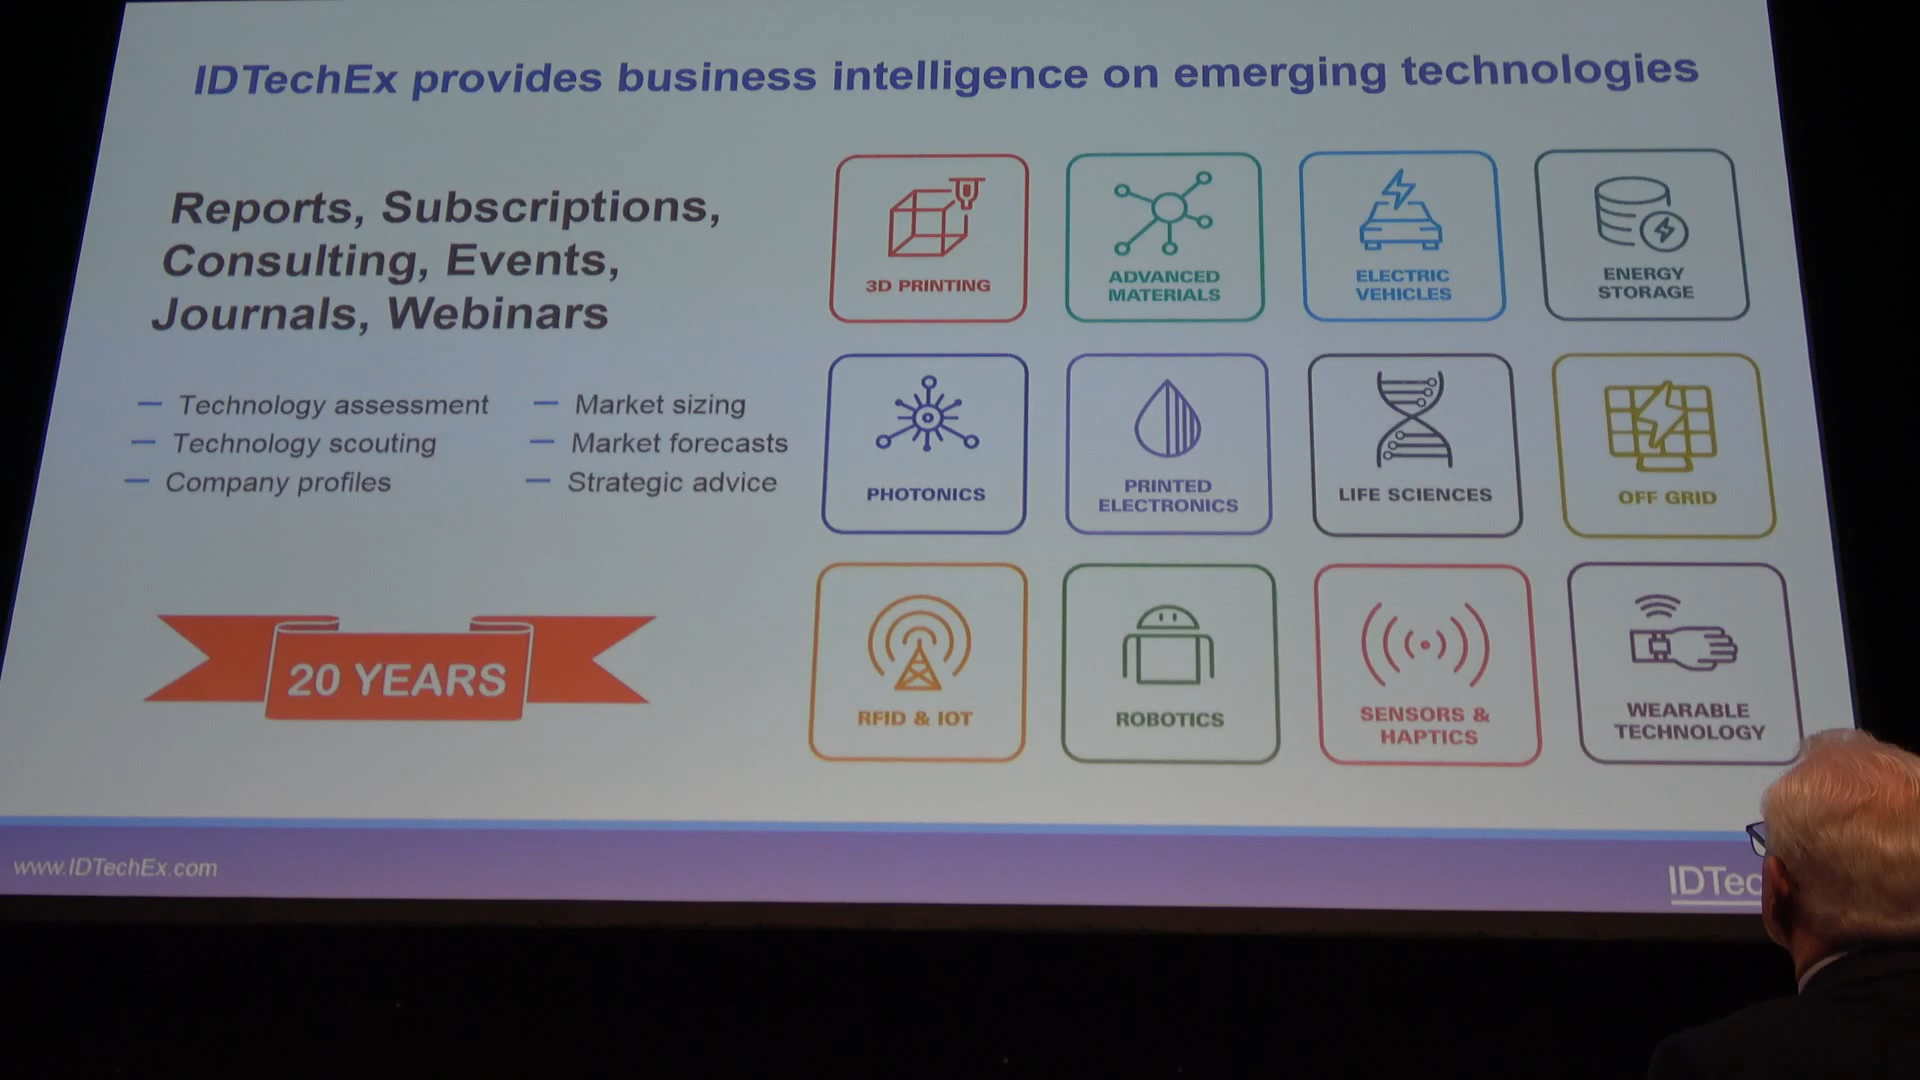 IDTechEx provides business intelligence on emerging technologies
Reports, Subscriptions,
Consulting, Events,
Journals, Webinars
— Technology assessment
— Technology scouting
— Company profiles
— Market sizing
— Market forecasts
— Strategic advice
20 YEARS
3D PRINTING
ADVANCED
MATERIALS
ELECTRIC
VEHICLES
ENERGY
STORAGE
PHOTONICS
PRINTED
ELECTRONICS
LIFE SCIENCES
OFF GRID
RFID & IOT
ROBOTICS
SENSORS &
HAPTICS
WEARABLE
TECHNOLOGY
www.IDTechEx.com
IDTec